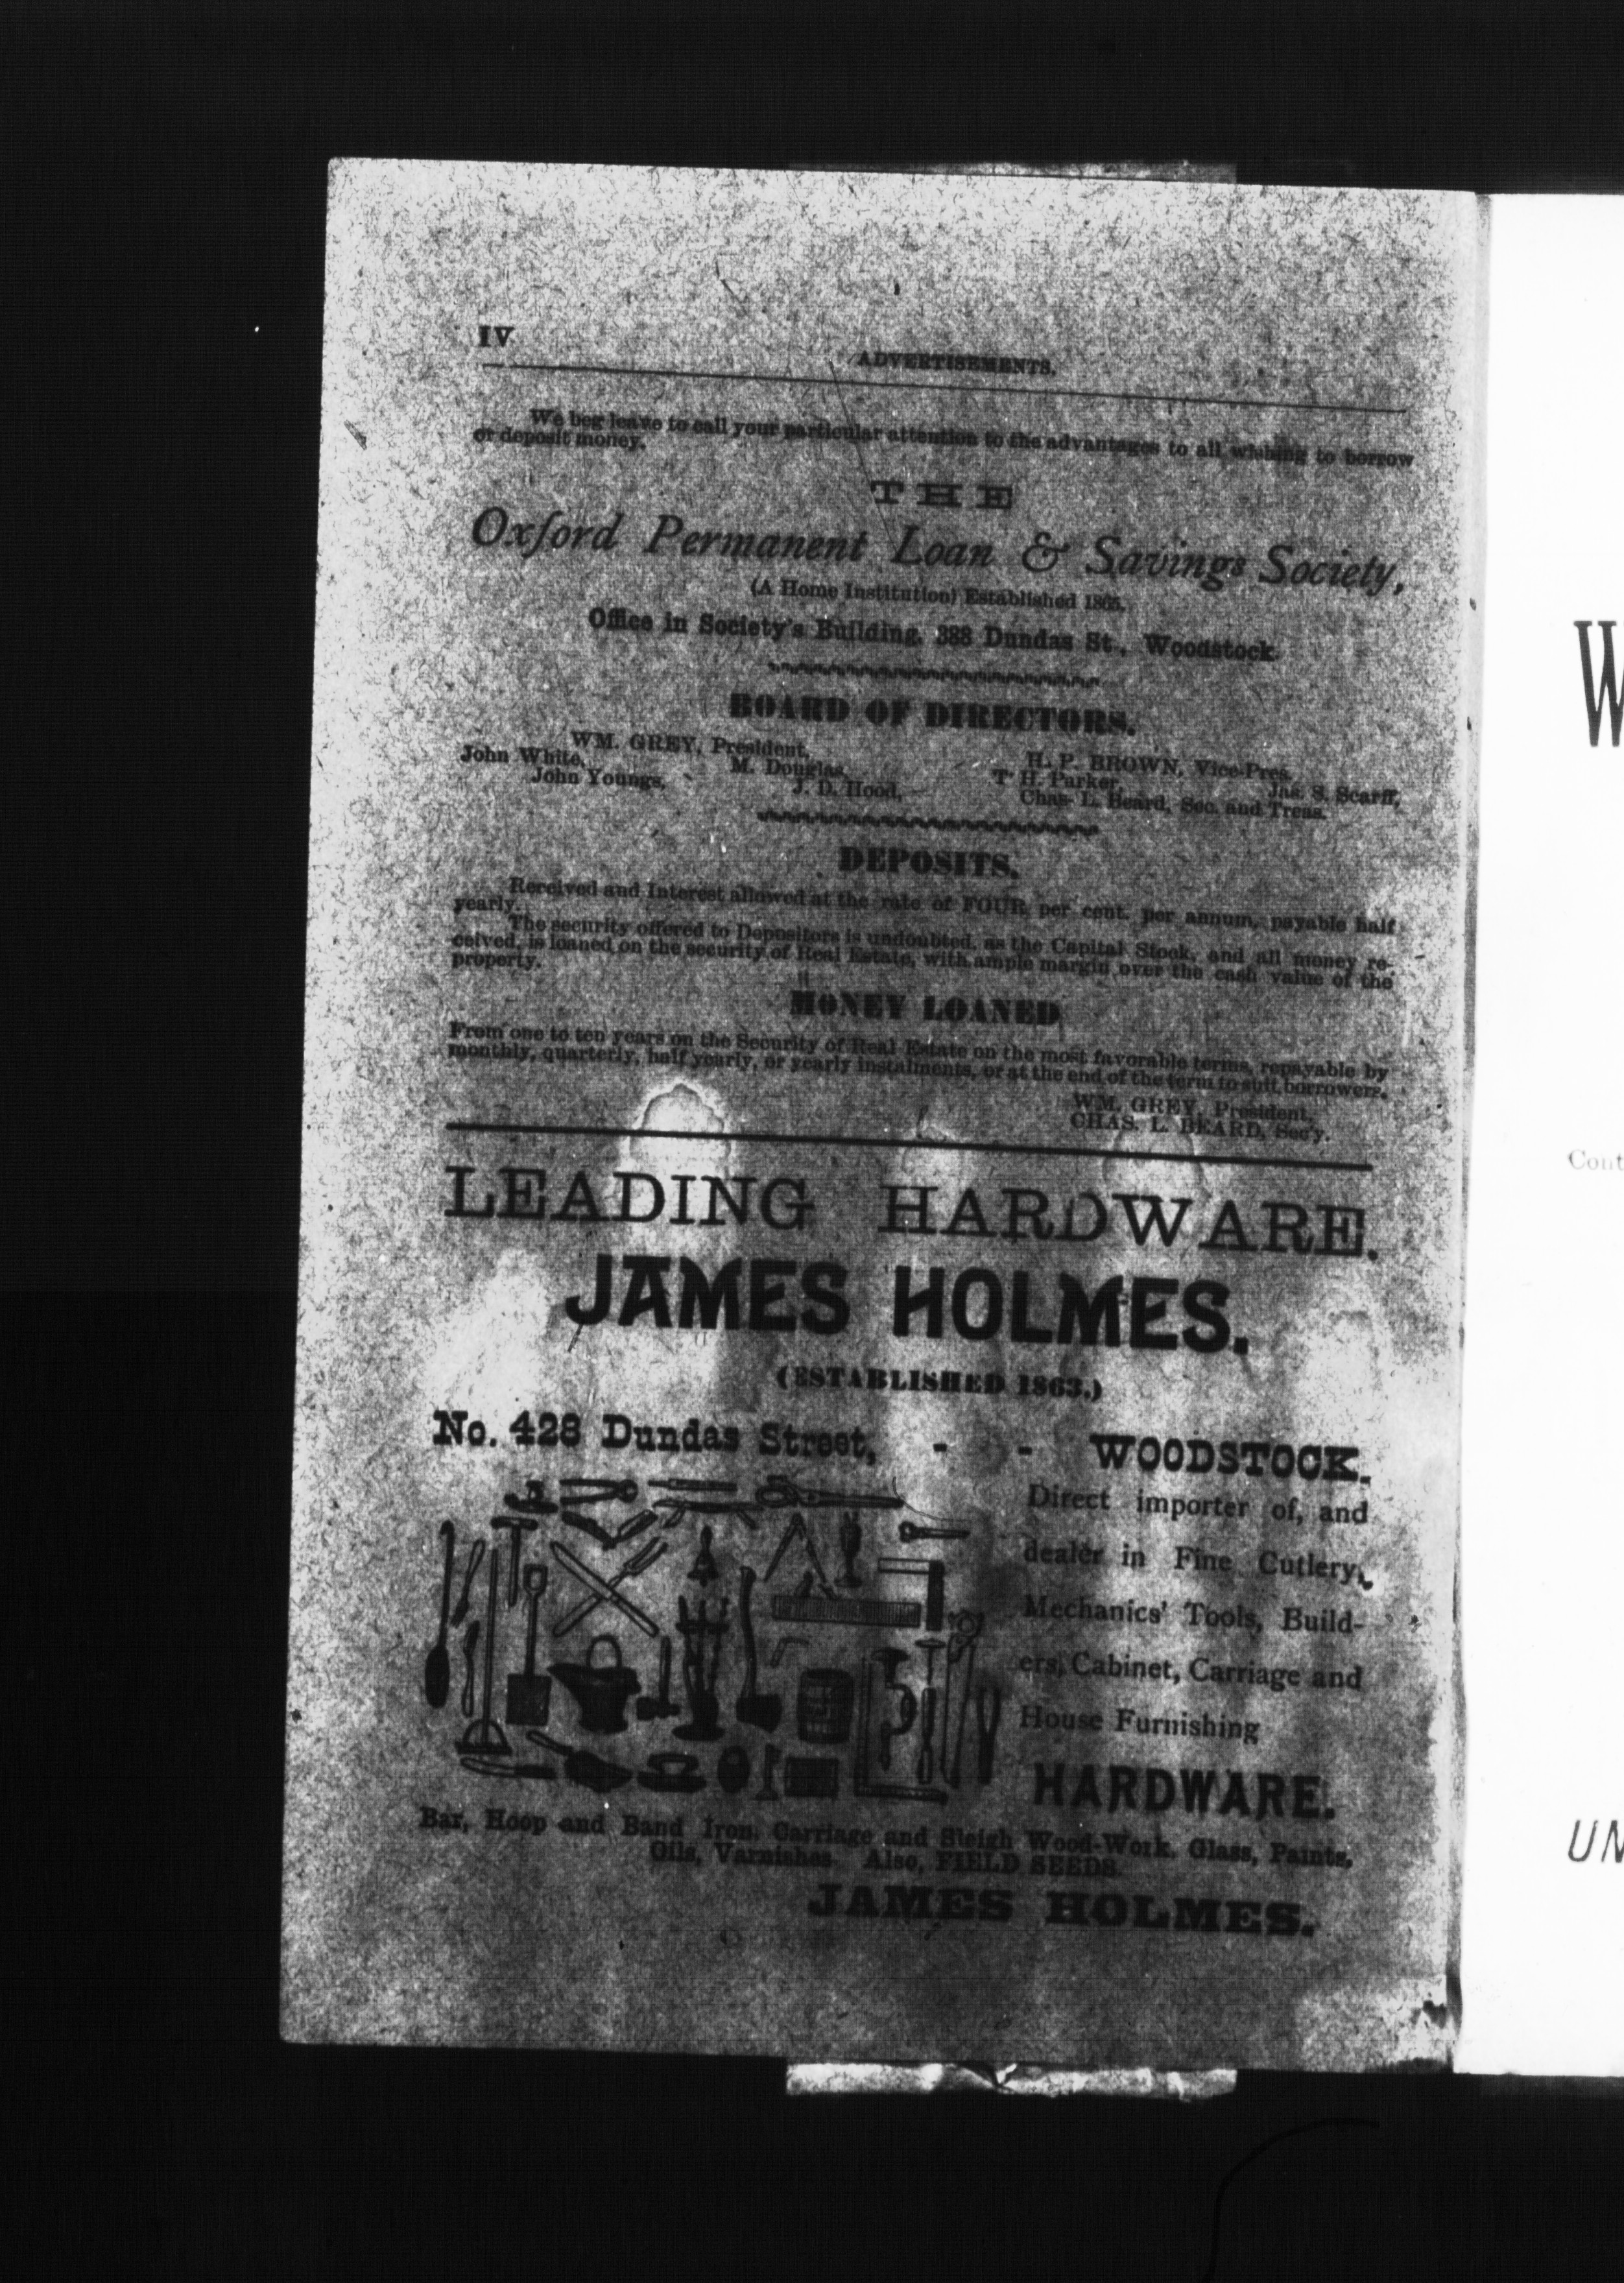 IV
ADVERTISEMENTS.
We beg leave to call your particular attention to the advantages to all wishing to borrow
or deposit money.
THE
Oxford Permanent Loan & Savings Society,
(A Home Institution) Established 1865.
Office in Society's Building, 388 Dundas St., Woodstock.
BOARD OF DIRECTORS.
WM. GREY, President, H. P. BROWN, Vice-Pres.
John White, M. Douglas, T. H. Parker, Jas. S. Scarff,
John Youngs, J. D. Hood, Chas. L. Beard, Sec. and Treas.
DEPOSITS.
Received and Interest allowed at the rate of FOUR per cent. per annum, payable half
yearly.
The security offered to Depositors is undoubted, as the Capital Stock, and all money re-
ceived, is loaned on the security of Real Estate, with ample margin over the cash value of the
property.
MONEY LOANED
From one to ten years on the Security of Real Estate on the most favorable terms, repayable by
monthly, quarterly, half yearly, or yearly instalments, or at the end of the term to suit borrowers.
WM. GREY, President,
CHAS. L. BEARD, Sec'y.
LEADING HARDWARE.
JAMES HOLMES.
(ESTABLISHED 1863.)
No. 428 Dundas Street, - - WOODSTOCK.
Direct importer of, and
dealer in Fine Cutlery,
Mechanics' Tools, Build-
ers, Cabinet, Carriage and
House Furnishing
HARDWARE.
Bar, Hoop and Band Iron, Carriage and Sleigh Wood-Work, Glass, Paints,
Oils, Varnishes. Also, FIELD SEEDS.
JAMES HOLMES.
W
Cont
UN